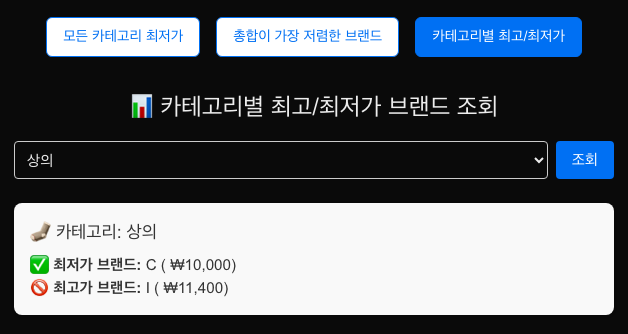 모든 카테고리 최저가
총합이 가장 저렴한 브랜드
카테고리별 최고/최저가
📊 카테고리별 최고/최저가 브랜드 조회
상의
조회
🧦 카테고리: 상의
✅ 최저가 브랜드: C ( ₩10,000)
🚫 최고가 브랜드: I ( ₩11,400)